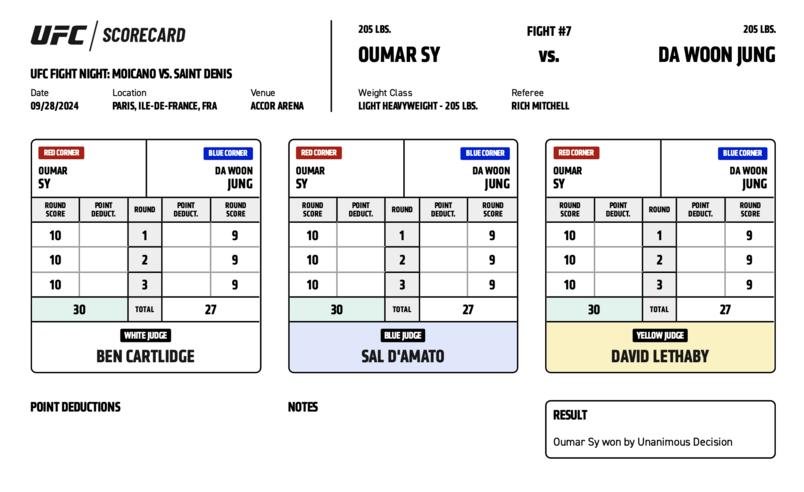 UFC / SCORECARD
UFC FIGHT NIGHT: MOICANO VS. SAINT DENIS
Date Location Venue
09/28/2024 PARIS, ILE-DE-FRANCE, FRA ACCOR ARENA
205 LBS. FIGHT #7 205 LBS.
OUMAR SY VS. DA WOON JUNG
Weight Class Referee
LIGHT HEAVYWEIGHT - 205 LBS. RICH MITCHELL
RED CORNER BLUE CORNER
OUMAR DA WOON
SY JUNG
ROUND POINT ROUND POINT ROUND
SCORE DEDUCT. DEDUCT. SCORE
10 1 9
10 2 9
10 3 9
30 TOTAL 27
WHITE JUDGE
BEN CARTLIDGE
RED CORNER BLUE CORNER
OUMAR DA WOON
SY JUNG
ROUND POINT ROUND POINT ROUND
SCORE DEDUCT. DEDUCT. SCORE
10 1 9
10 2 9
10 3 9
30 TOTAL 27
BLUE JUDGE
SAL D'AMATO
RED CORNER BLUE CORNER
OUMAR DA WOON
SY JUNG
ROUND POINT ROUND POINT ROUND
SCORE DEDUCT. DEDUCT. SCORE
10 1 9
10 2 9
10 3 9
30 TOTAL 27
YELLOW JUDGE
DAVID LETHABY
POINT DEDUCTIONS
NOTES
RESULT
Oumar Sy won by Unanimous Decision